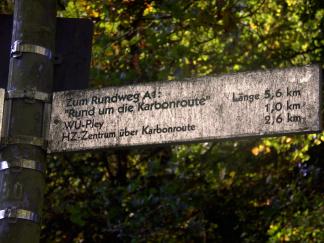 Zum Rundweg A1:
"Rund um die Karbonroute" Länge 5,6 km
WU-Pley 1,0 km
HZ-Zentrum über Karbonroute 2,6 km